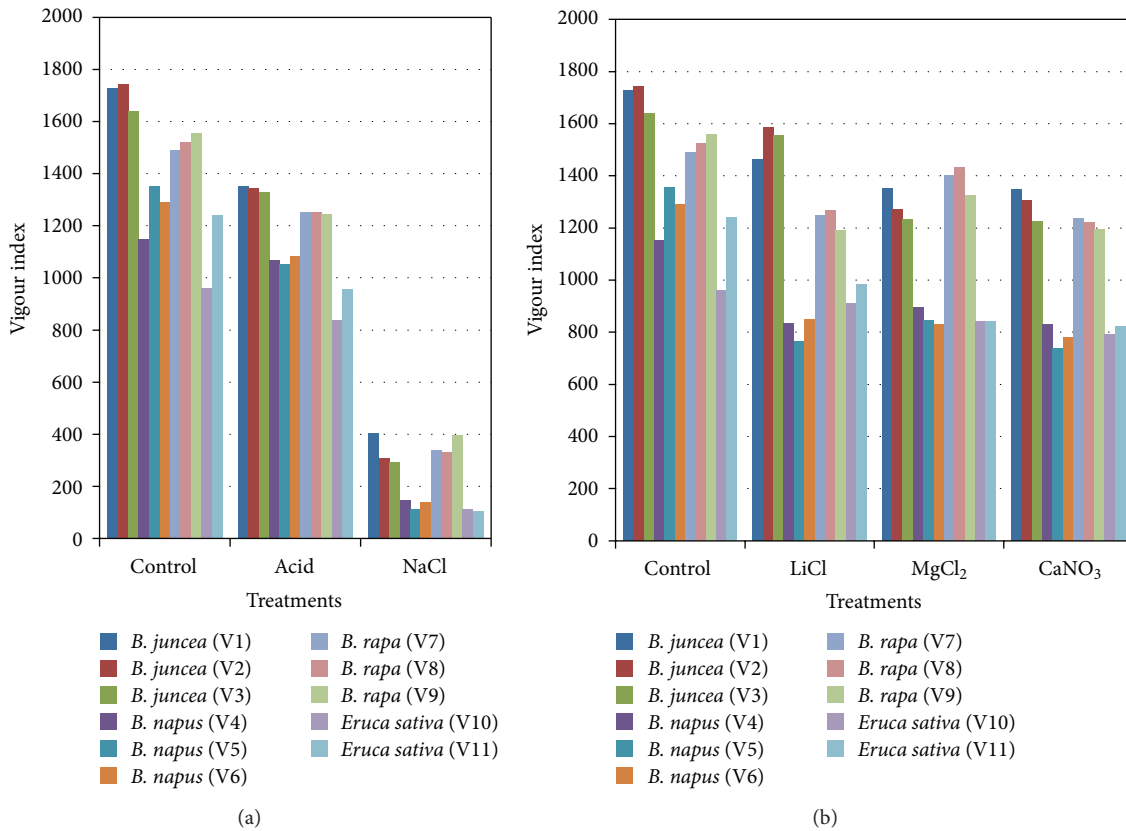 2000
1800
1600
1400
1200
1000
800
600
400
200
0
Vigour index
Control Acid NaCl
Treatments
B. juncea (V1)
B. juncea (V2)
B. juncea (V3)
B. napus (V4)
B. napus (V5)
B. napus (V6)
B. rapa (V7)
B. rapa (V8)
B. rapa (V9)
Eruca sativa (V10)
Eruca sativa (V11)
(a)
2000
1800
1600
1400
1200
1000
800
600
400
200
0
Vigour index
Control LiCl MgCl₂ CaNO₃
Treatments
B. juncea (V1)
B. juncea (V2)
B. juncea (V3)
B. napus (V4)
B. napus (V5)
B. napus (V6)
B. rapa (V7)
B. rapa (V8)
B. rapa (V9)
Eruca sativa (V10)
Eruca sativa (V11)
(b)